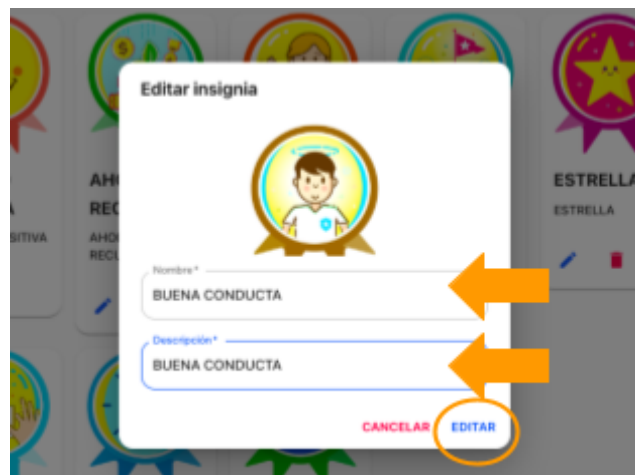 Editar insignia
ESTRELLA
ESTRELLA
Nombre*
BUENA CONDUCTA
Descripción*
BUENA CONDUCTA
CANCELAR EDITAR